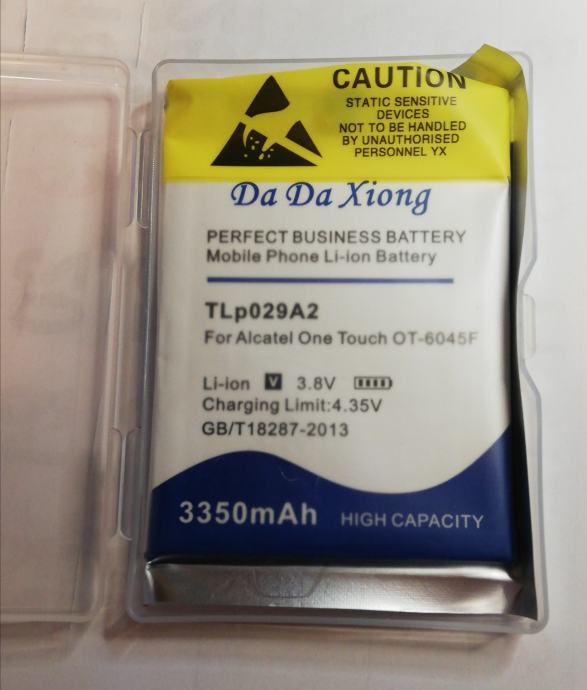 CAUTION
STATIC SENSITIVE
DEVICES
NOT TO BE HANDLED
BY UNAUTHORISED
PERSONNEL YX
Da Da Xiong
PERFECT BUSINESS BATTERY
Mobile Phone Li-ion Battery
TLp029A2
For Alcatel One Touch OT-6045F
Li-ion V 3.8V
Charging Limit:4.35V
GB/T18287-2013
3350mAh HIGH CAPACITY